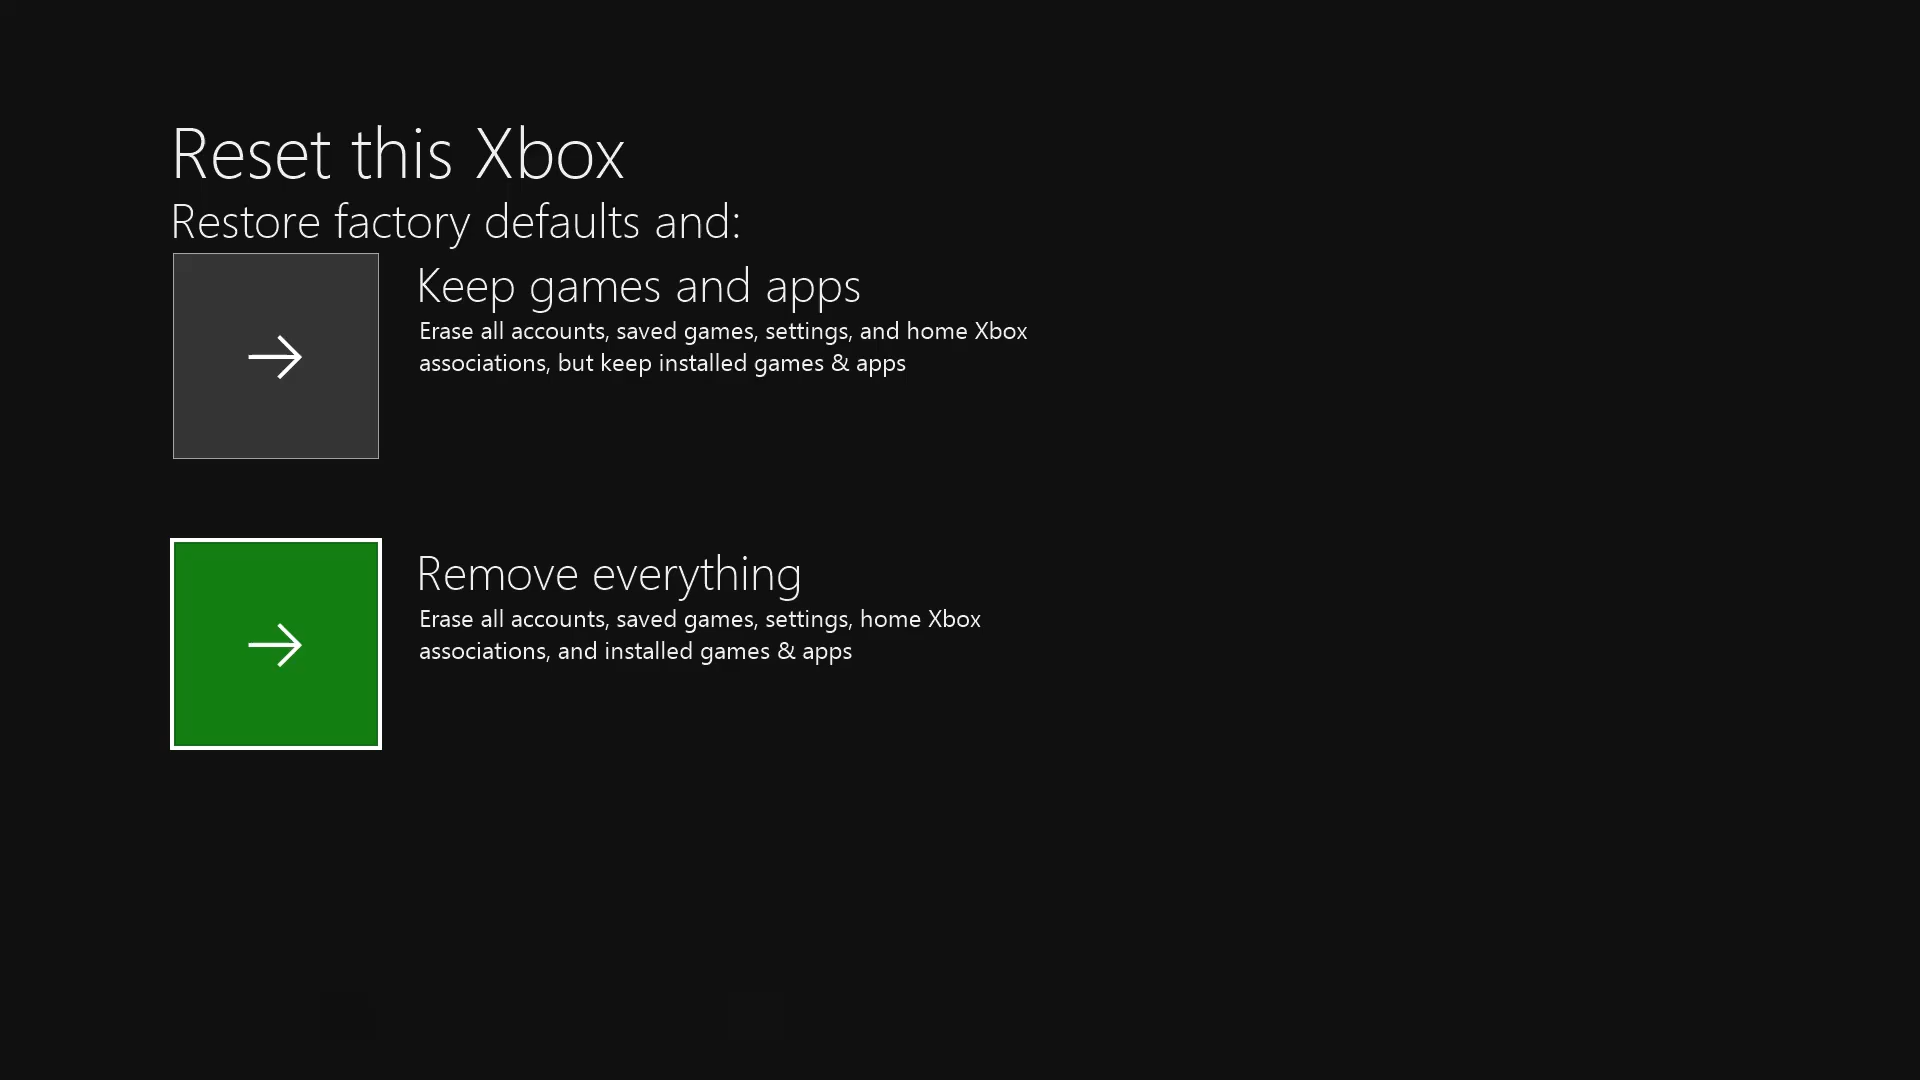 Reset this Xbox
Restore factory defaults and:
Keep games and apps
Erase all accounts, saved games, settings, and home Xbox
associations, but keep installed games & apps
Remove everything
Erase all accounts, saved games, settings, home Xbox
associations, and installed games & apps